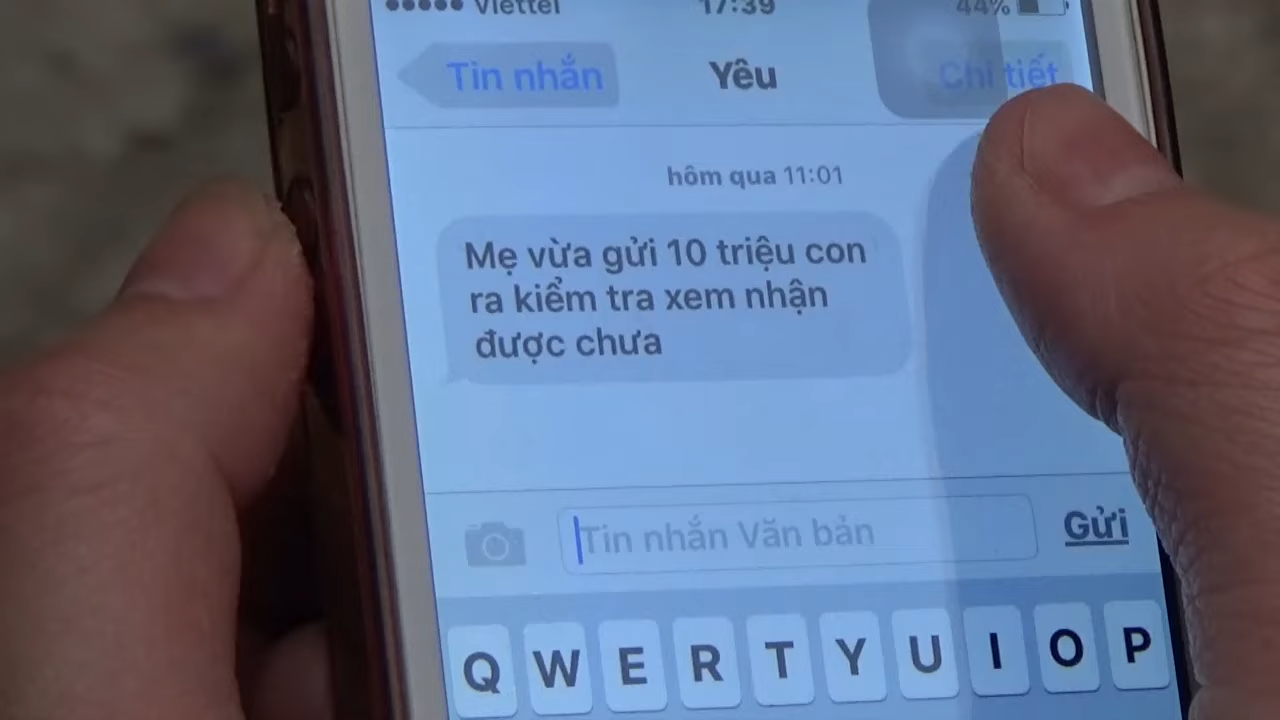 Viettel 17:39 44%
Tin nhắn Yêu Chi tiết
hôm qua 11:01
Mẹ vừa gửi 10 triệu con
ra kiểm tra xem nhận
được chưa
Tin nhắn Văn bản Gửi
Q W E R T Y U I O P